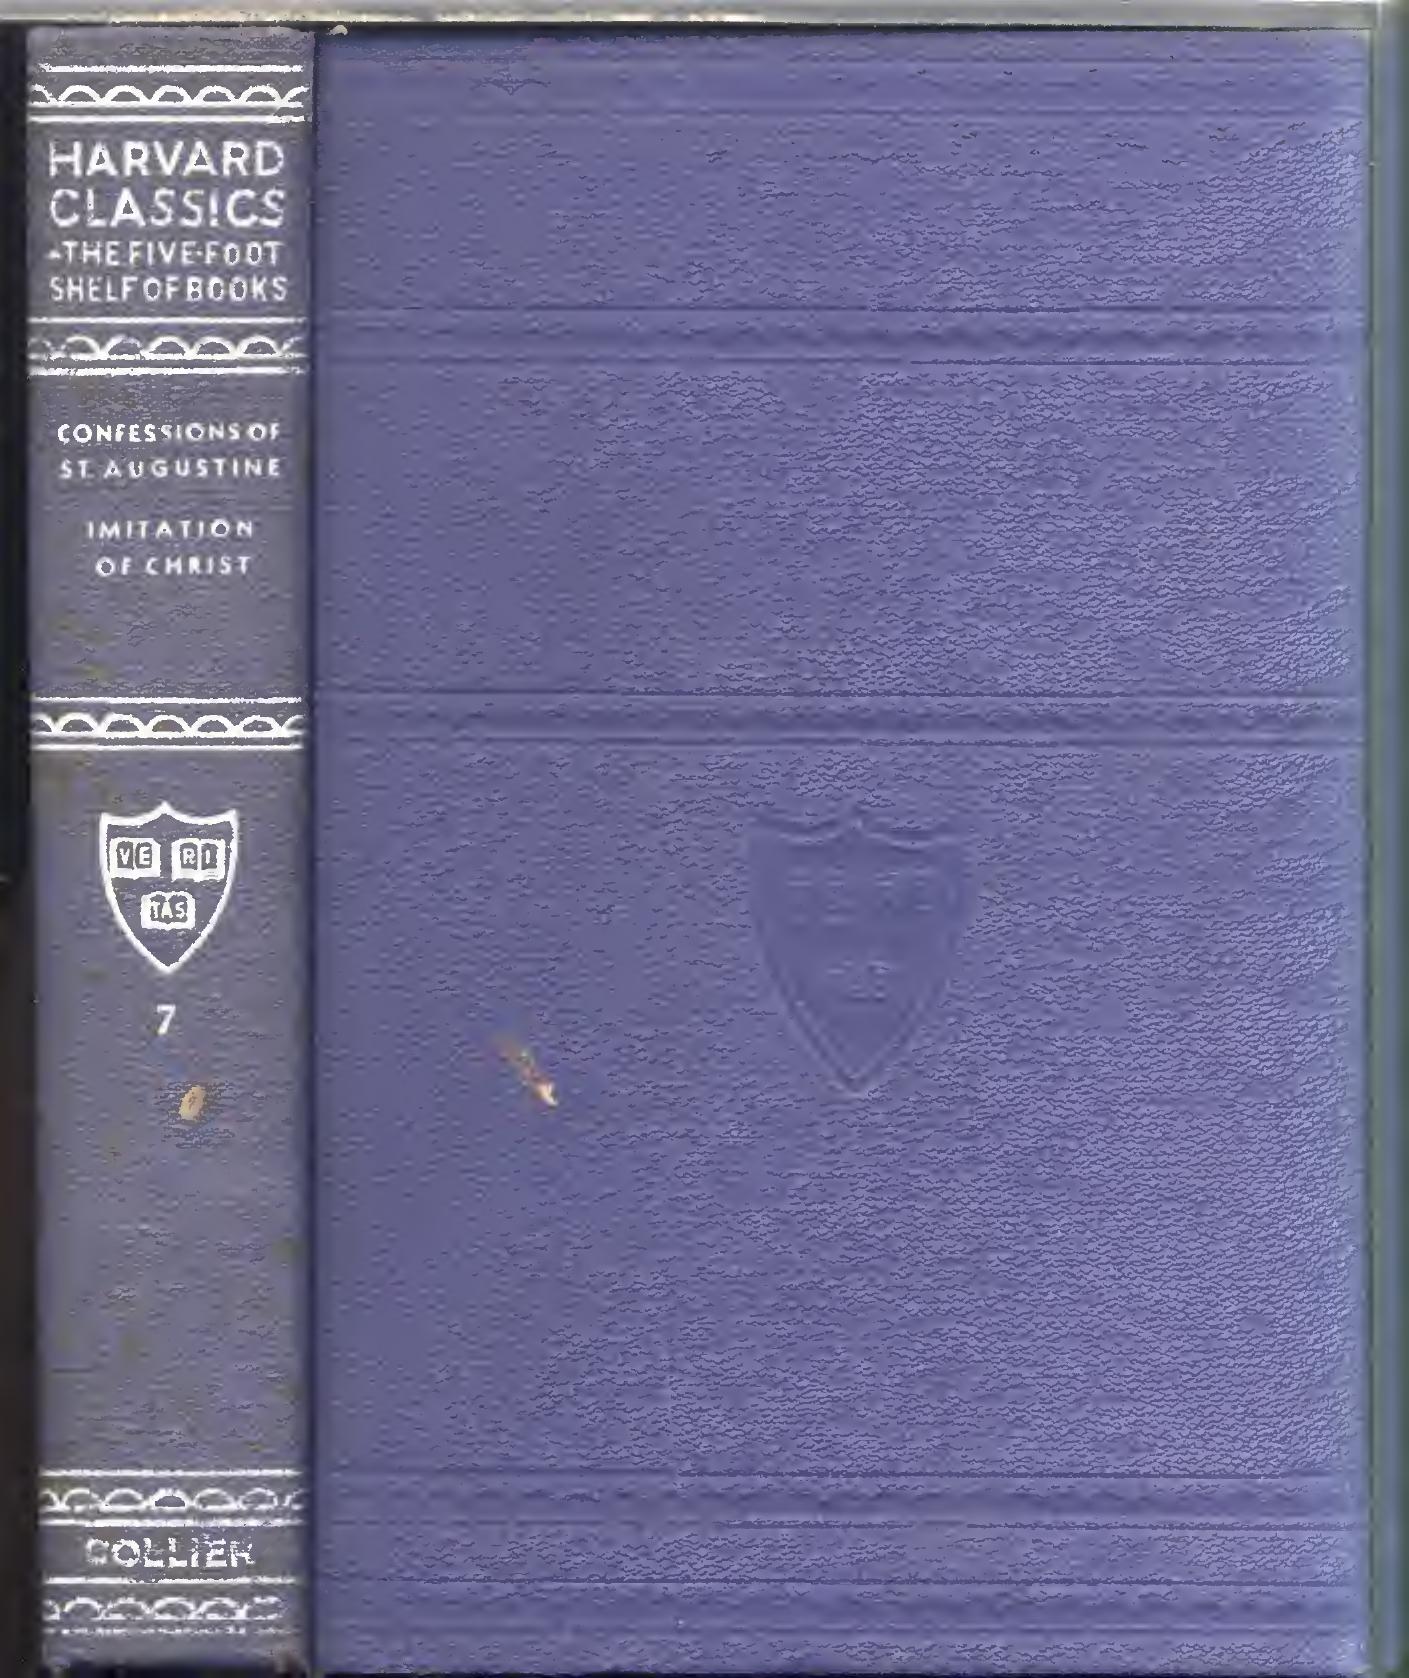 HARVARD
CLASSICS
-THE FIVE-FOOT
SHELF OF BOOKS
CONFESSIONS OF
ST. AUGUSTINE
IMITATION
OF CHRIST
VE RI
TAS
7
COLLIER